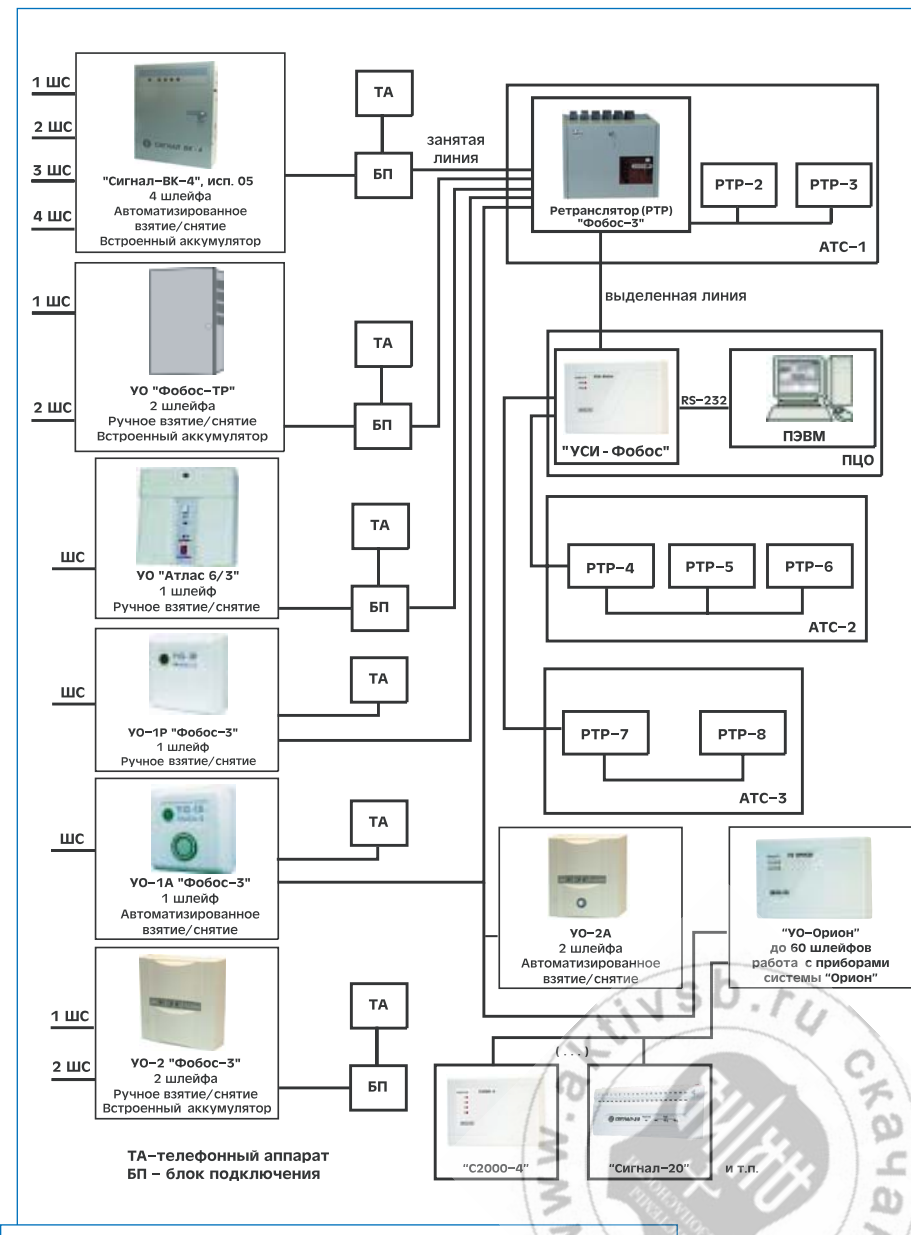 1 ШС
2 ШС
3 ШС
4 ШС
СИГНАЛ ВК-4
"Сигнал-ВК-4", исп. 05
4 шлейфа
Автоматизированное
взятие/снятие
Встроенный аккумулятор
ТА
БП
занятая
линия
Ретранслятор (РТР)
"Фобос-3"
РТР-2
РТР-3
АТС-1
1 ШС
2 ШС
УО "Фобос-ТР"
2 шлейфа
Ручное взятие/снятие
Встроенный аккумулятор
ТА
БП
выделенная линия
"УСИ - Фобос"
RS-232
ПЭВМ
ПЦО
ШС
УО "Атлас 6/3"
1 шлейф
Ручное взятие/снятие
ТА
БП
РТР-4
РТР-5
РТР-6
АТС-2
ШС
УО-1Р "Фобос-3"
1 шлейф
Ручное взятие/снятие
ТА
РТР-7
РТР-8
АТС-3
ШС
УО-1А "Фобос-3"
1 шлейф
Автоматизированное
взятие/снятие
ТА
УО-2А
2 шлейфа
Автоматизированное
взятие/снятие
"УО-Орион"
до 60 шлейфов
работа с приборами
системы "Орион"
1 ШС
2 ШС
УО-2 "Фобос-3"
2 шлейфа
Ручное взятие/снятие
Встроенный аккумулятор
ТА
БП
(...)
"С2000-4"
СИГНАЛ-20
"Сигнал-20"
и т.п.
ТА-телефонный аппарат
БП - блок подключения
aktivsb.ru